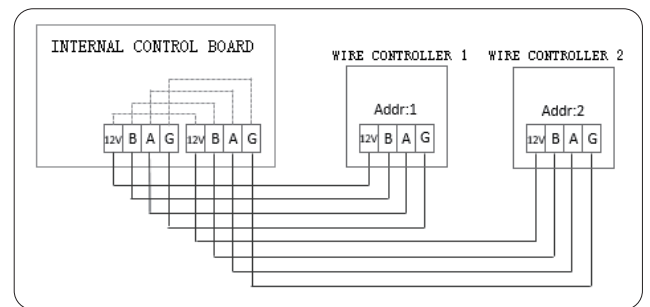 INTERNAL CONTROL BOARD
WIRE CONTROLLER 1
WIRE CONTROLLER 2
Addr:1
Addr:2
12V B A G 12V B A G
12V B A G
12V B A G